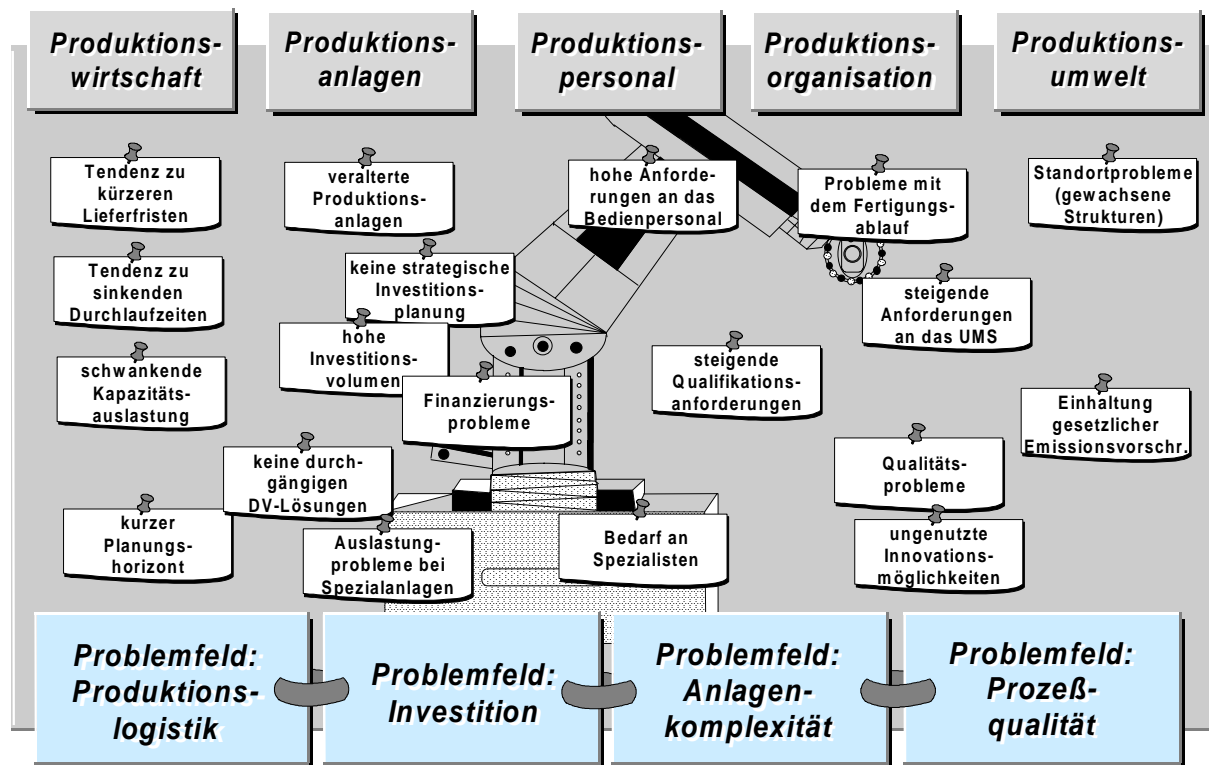 Produktions-
wirtschaft
Produktions-
anlagen
Produktions-
personal
Produktions-
organisation
Produktions-
umwelt
Tendenz zu
kürzeren
Lieferfristen
veralterte
Produktions-
anlagen
hohe Anforde-
rungen an das
Bedienpersonal
Probleme mit
dem Fertigungs-
ablauf
Standortprobleme
(gewachsene
Strukturen)
Tendenz zu
sinkenden
Durchlaufzeiten
keine strategische
Investitions-
planung
steigende
Anforderungen
an das UMS
hohe
Investitions-
volumen
schwankende
Kapazitäts-
auslastung
Finanzierungs-
probleme
steigende
Qualifikations-
anforderungen
Einhaltung
gesetzlicher
Emissionsvorschr.
keine durch-
gängigen
DV-Lösungen
Qualitäts-
probleme
kurzer
Planungs-
horizont
Auslastung-
probleme bei
Spezialanlagen
Bedarf an
Spezialisten
ungenutzte
Innovations-
möglichkeiten
Problemfeld:
Produktions-
logistik
Problemfeld:
Investition
Problemfeld:
Anlagen-
komplexität
Problemfeld:
Prozeß-
qualität